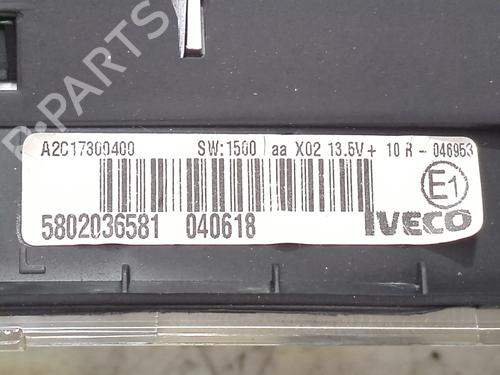 A2C17300400 SW:1500 aa X02 13.5V+ 10 R - 046953
E1
5802036581 040618 IVECO
B-PARTS